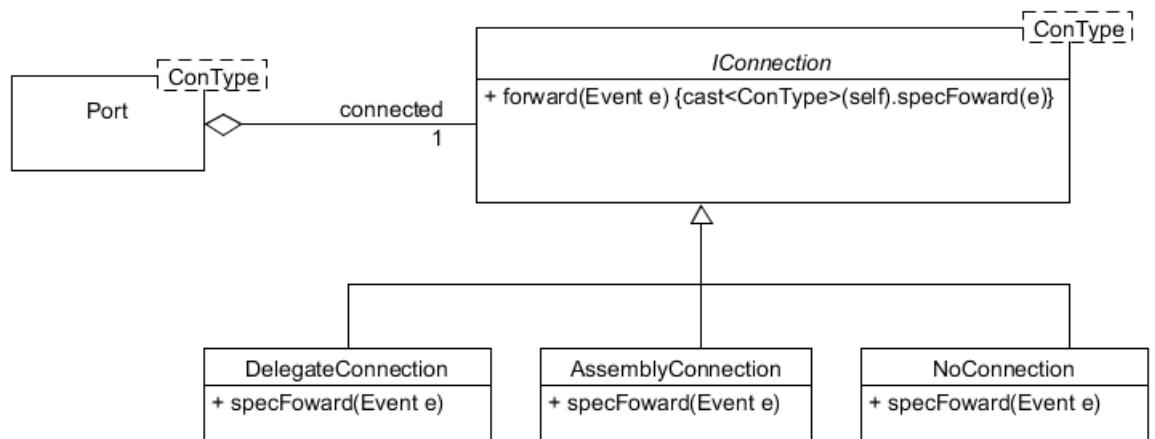 ConType
IConnection
+ forward(Event e) {cast<ConType>(self).specFoward(e)}
ConType
Port
connected
1
DelegateConnection
+ specFoward(Event e)
AssemblyConnection
+ specFoward(Event e)
NoConnection
+ specFoward(Event e)